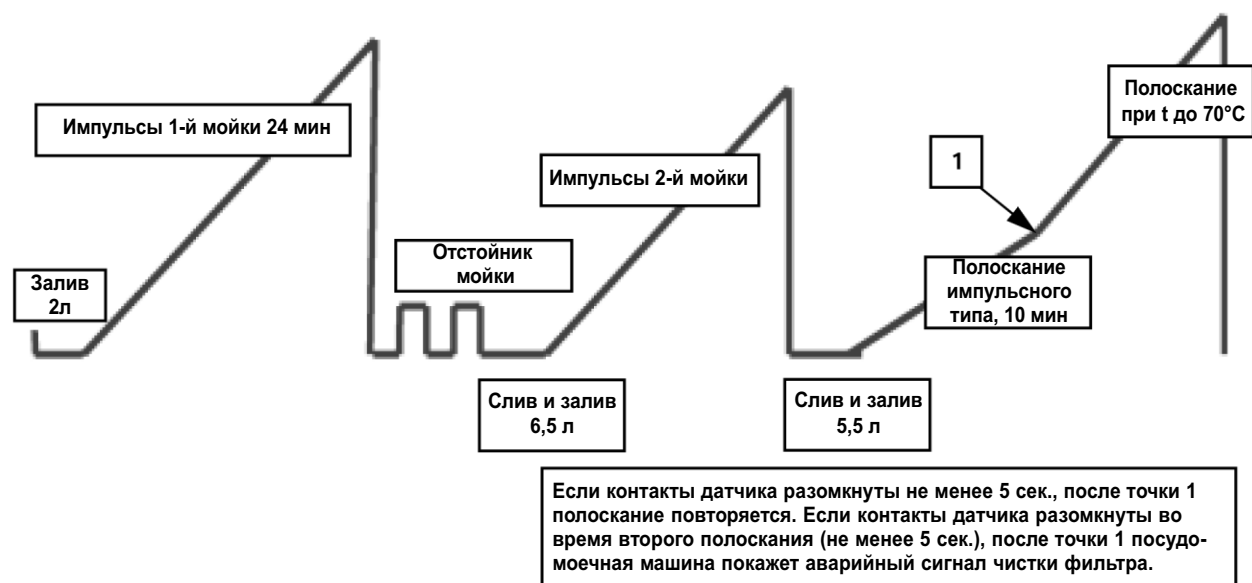 Импульсы 1-й мойки 24 мин
Полоскание
при t до 70°C
1
Импульсы 2-й мойки
Отстойник
мойки
Залив
2л
Полоскание
импульсного
типа, 10 мин
Слив и залив
6,5 л
Слив и залив
5,5 л
Если контакты датчика разомкнуты не менее 5 сек., после точки 1
полоскание повторяется. Если контакты датчика разомкнуты во
время второго полоскания (не менее 5 сек.), после точки 1 посудо-
моечная машина покажет аварийный сигнал чистки фильтра.